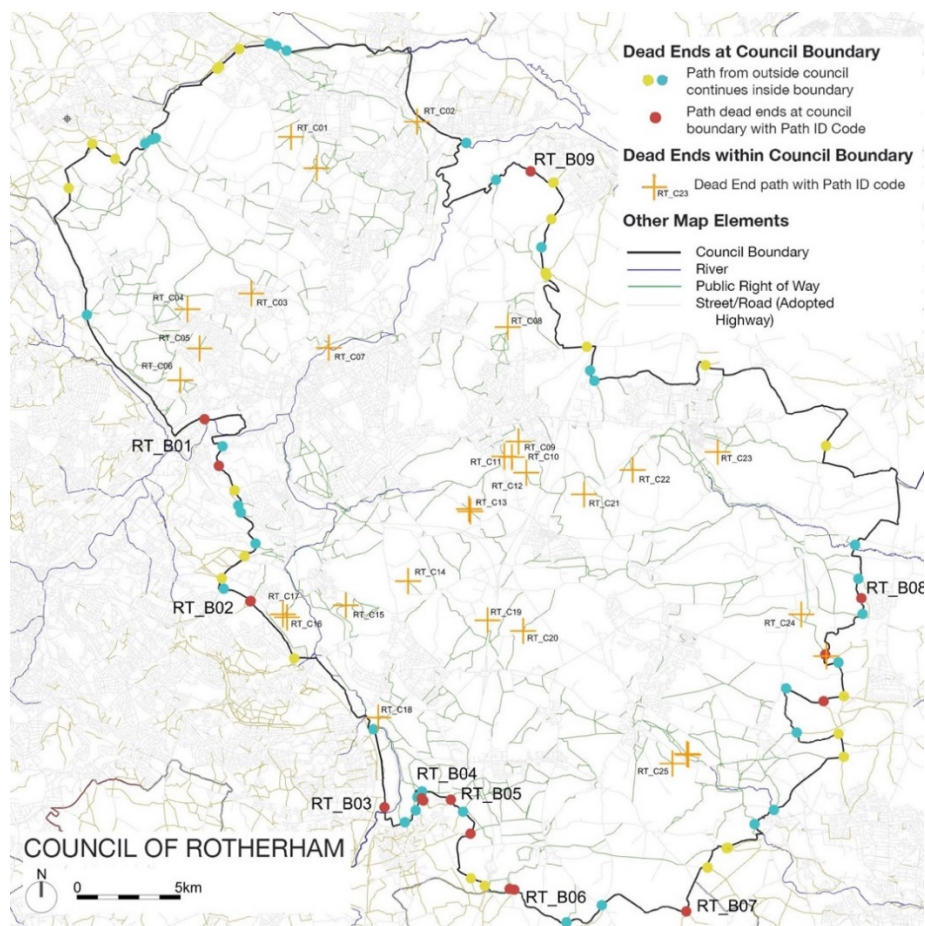 Dead Ends at Council Boundary
Path from outside council
continues inside boundary
Path dead ends at council
boundary with Path ID Code
Dead Ends within Council Boundary
RT_C23
Dead End path with Path ID code
Other Map Elements
Council Boundary
River
Public Right of Way
Street/Road (Adopted
Highway)
RT_C02
RT_C01
RT_B09
RT_C04
RT_C03
RT_C08
RT_C05
RT_C07
RT_C06
RT_B01
RT_C09
RT_C11
RT_C10
RT_C23
RT_C12
RT_C22
RT_C21
RT_C13
RT_C14
RT_B08
RT_B02
RT_C17
RT_C16
RT_C15
RT_C19
RT_C20
RT_C24
RT_C18
RT_C25
RT_B03
RT_B04
RT_B05
RT_B06
RT_B07
COUNCIL OF ROTHERHAM
N
0 5km